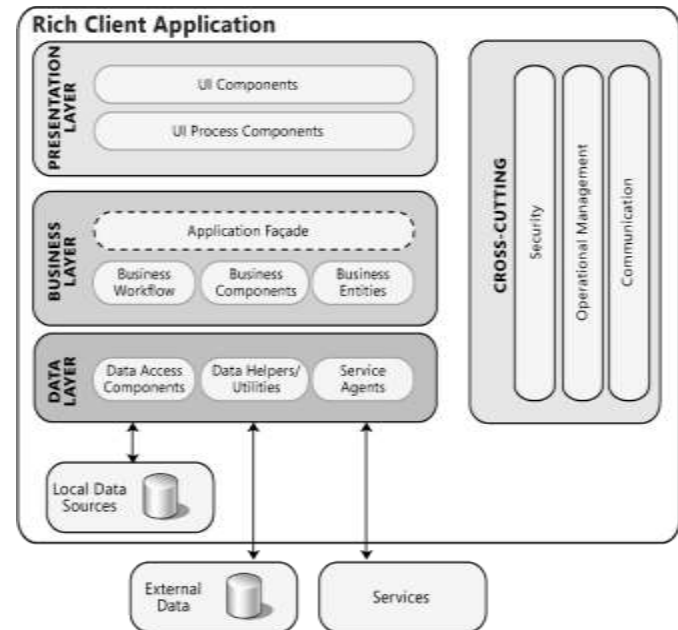 Rich Client Application
PRESENTATION
LAYER
UI Components
UI Process Components
BUSINESS
LAYER
Application Façade
Business
Workflow
Business
Components
Business
Entities
DATA
LAYER
Data Access
Components
Data Helpers/
Utilities
Service
Agents
CROSS-CUTTING
Security
Operational Management
Communication
Local Data
Sources
External
Data
Services